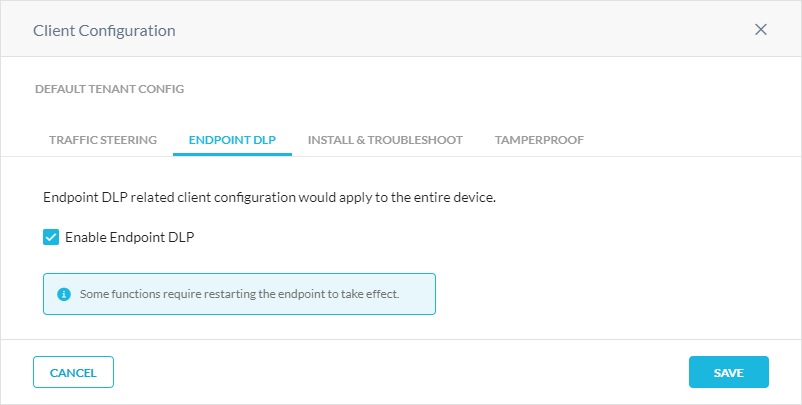 Client Configuration
DEFAULT TENANT CONFIG
TRAFFIC STEERING ENDPOINT DLP INSTALL & TROUBLESHOOT TAMPERPROOF
Endpoint DLP related client configuration would apply to the entire device.
Enable Endpoint DLP
Some functions require restarting the endpoint to take effect.
CANCEL SAVE